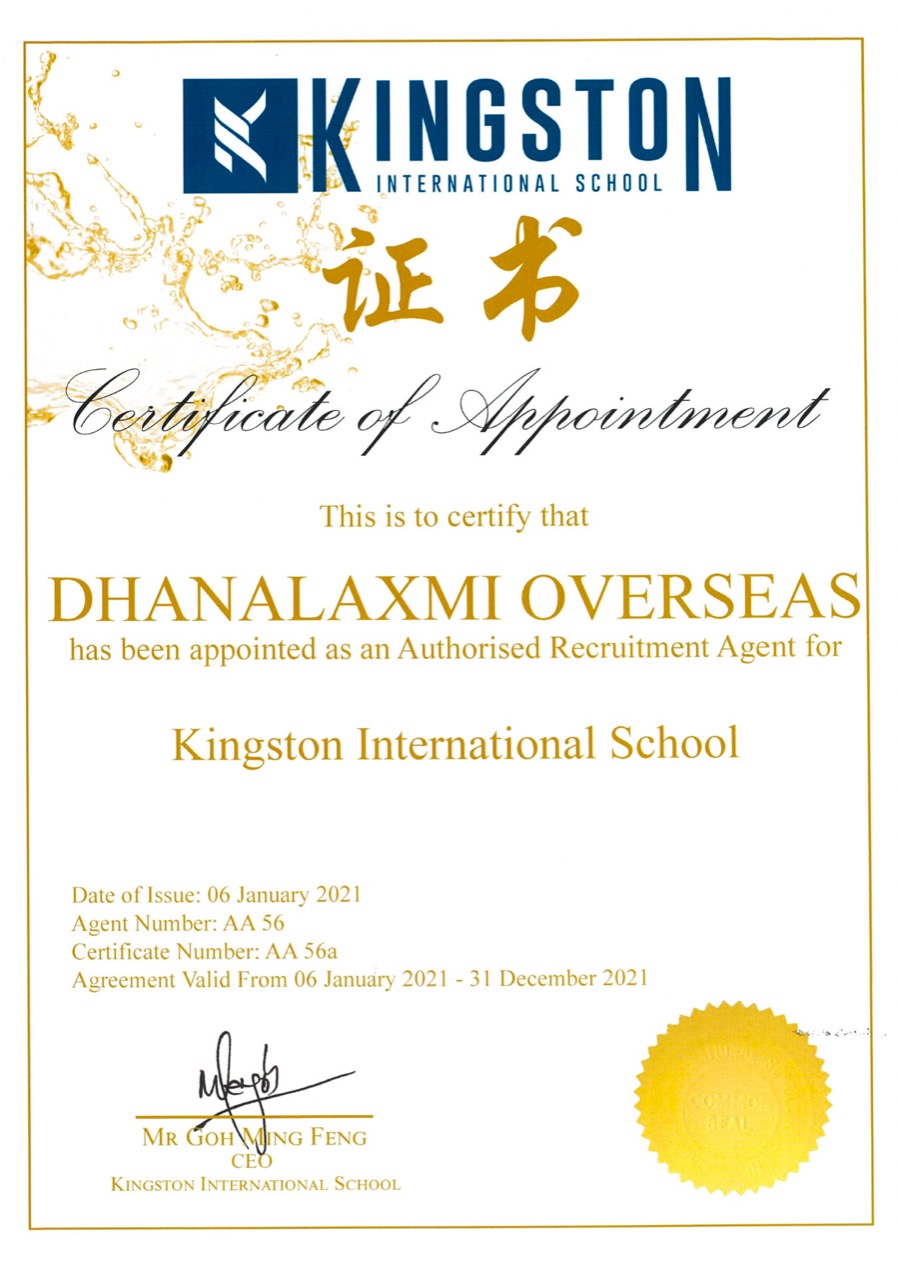 KINGSTON
INTERNATIONAL SCHOOL
证书
Certificate of Appointment
This is to certify that
DHANALAXMI OVERSEAS
has been appointed as an Authorised Recruitment Agent for
Kingston International School
Date of Issue: 06 January 2021
Agent Number: AA 56
Certificate Number: AA 56a
Agreement Valid From 06 January 2021 - 31 December 2021
MR GOH MING FENG
CEO
KINGSTON INTERNATIONAL SCHOOL
COMMON
SEAL